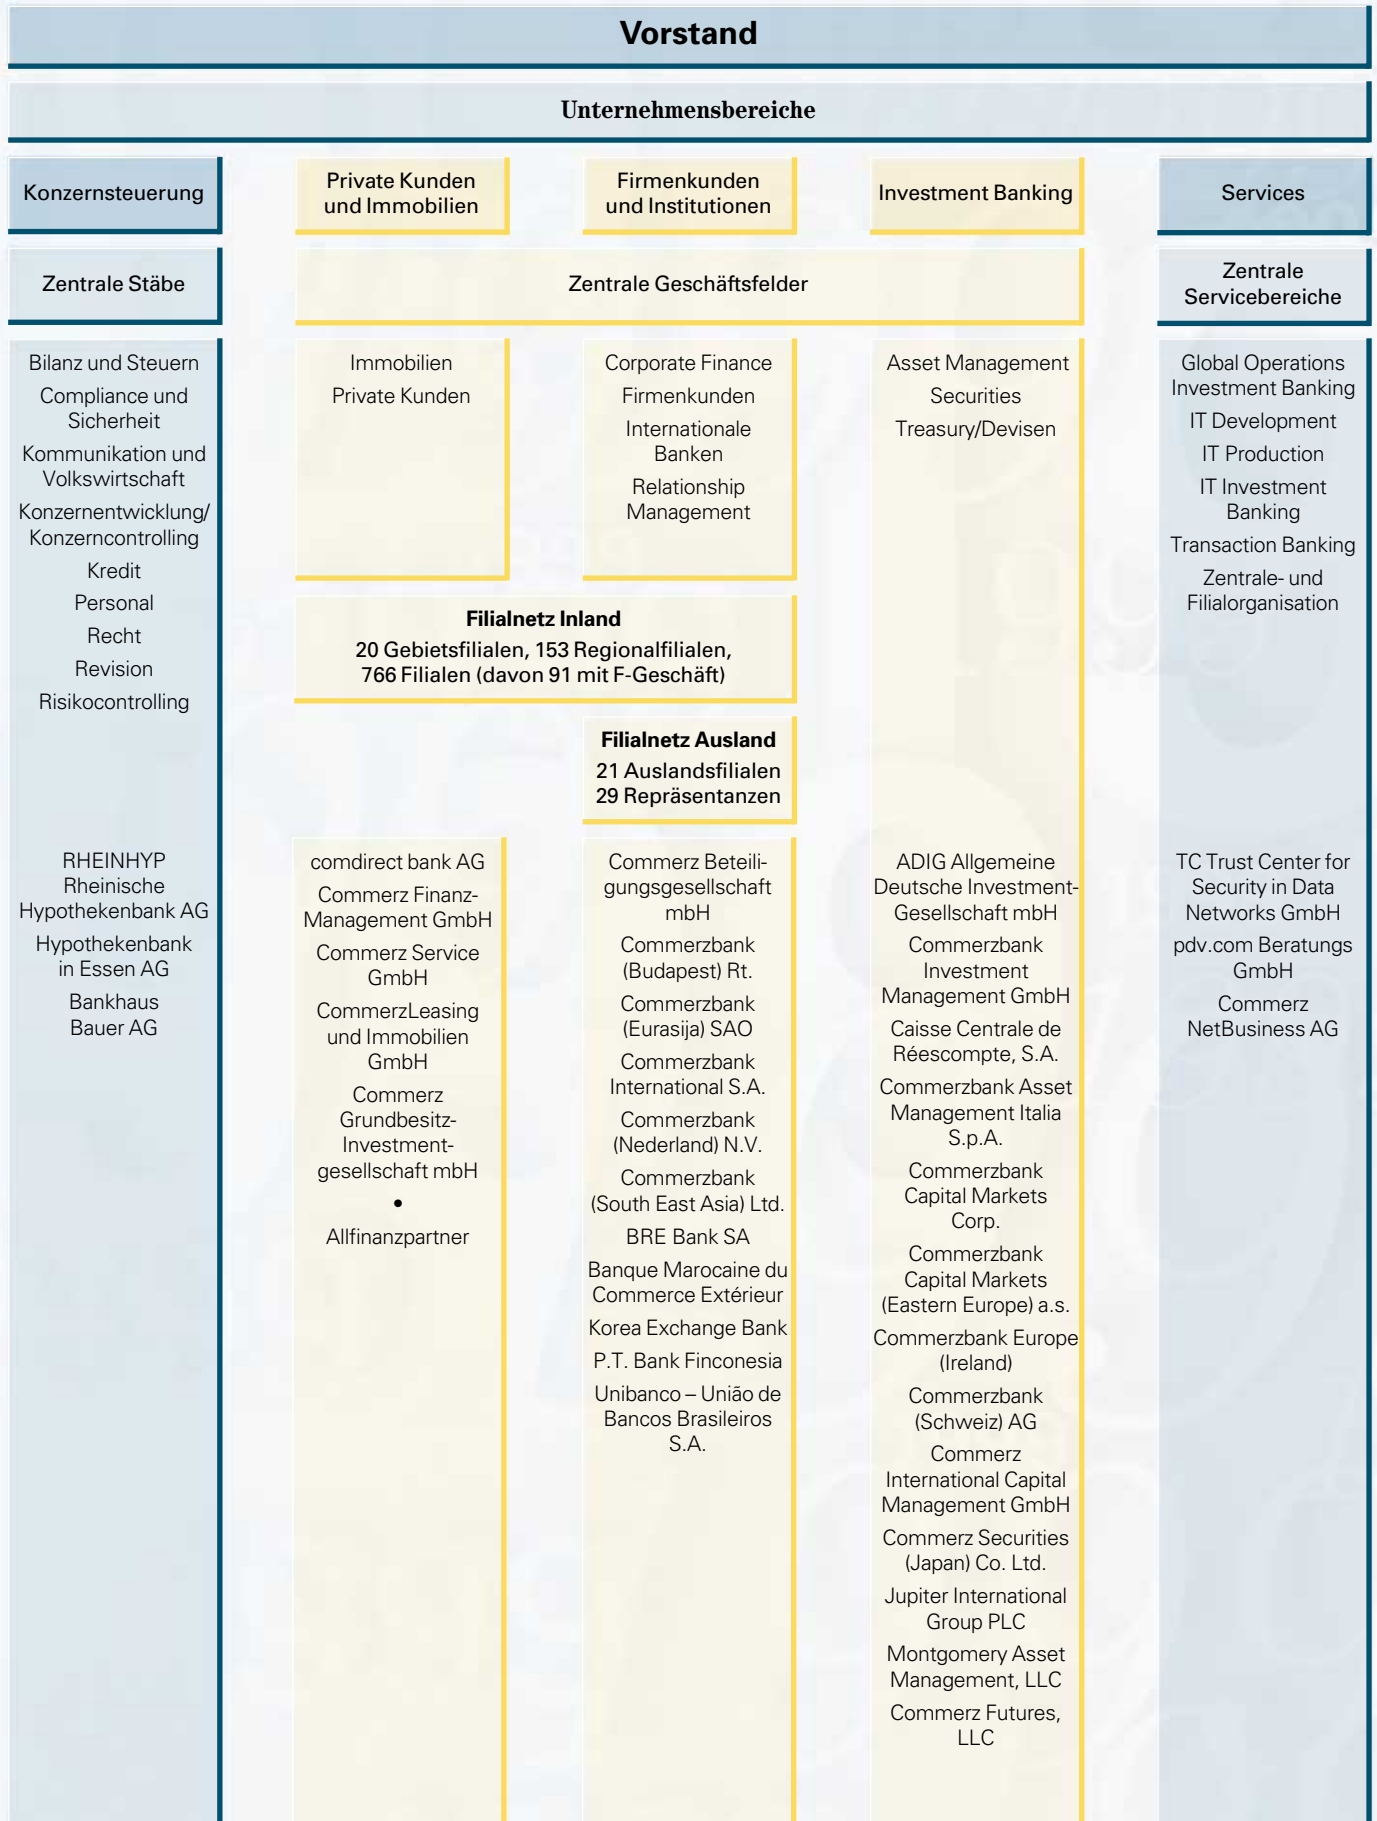 Vorstand
Unternehmensbereiche
Konzernsteuerung
Private Kunden
und Immobilien
Firmenkunden
und Institutionen
Investment Banking
Services
Zentrale Stäbe
Zentrale Geschäftsfelder
Zentrale
Servicebereiche
Bilanz und Steuern
Compliance und
Sicherheit
Kommunikation und
Volkswirtschaft
Konzernentwicklung/
Konzerncontrolling
Kredit
Personal
Recht
Revision
Risikocontrolling
Immobilien
Private Kunden
Corporate Finance
Firmenkunden
Internationale
Banken
Relationship
Management
Asset Management
Securities
Treasury/Devisen
Global Operations
Investment Banking
IT Development
IT Production
IT Investment
Banking
Transaction Banking
Zentrale- und
Filialorganisation
Filialnetz Inland
20 Gebietsfilialen, 153 Regionalfilialen,
766 Filialen (davon 91 mit F-Geschäft)
Filialnetz Ausland
21 Auslandsfilialen
29 Repräsentanzen
RHEINHYP
Rheinische
Hypothekenbank AG
Hypothekenbank
in Essen AG
Bankhaus
Bauer AG
comdirect bank AG
Commerz Finanz-
Management GmbH
Commerz Service
GmbH
CommerzLeasing
und Immobilien
GmbH
Commerz
Grundbesitz-
Investment-
gesellschaft mbH
•
Allfinanzpartner
Commerz Beteili-
gungsgesellschaft
mbH
Commerzbank
(Budapest) Rt.
Commerzbank
(Eurasija) SAO
Commerzbank
International S.A.
Commerzbank
(Nederland) N.V.
Commerzbank
(South East Asia) Ltd.
BRE Bank SA
Banque Marocaine du
Commerce Extérieur
Korea Exchange Bank
P.T. Bank Finconesia
Unibanco – União de
Bancos Brasileiros
S.A.
ADIG Allgemeine
Deutsche Investment-
Gesellschaft mbH
Commerzbank
Investment
Management GmbH
Caisse Centrale de
Réescompte, S.A.
Commerzbank Asset
Management Italia
S.p.A.
Commerzbank
Capital Markets
Corp.
Commerzbank
Capital Markets
(Eastern Europe) a.s.
Commerzbank Europe
(Ireland)
Commerzbank
(Schweiz) AG
Commerz
International Capital
Management GmbH
Commerz Securities
(Japan) Co. Ltd.
Jupiter International
Group PLC
Montgomery Asset
Management, LLC
Commerz Futures,
LLC
TC Trust Center for
Security in Data
Networks GmbH
pdv.com Beratungs
GmbH
Commerz
NetBusiness AG